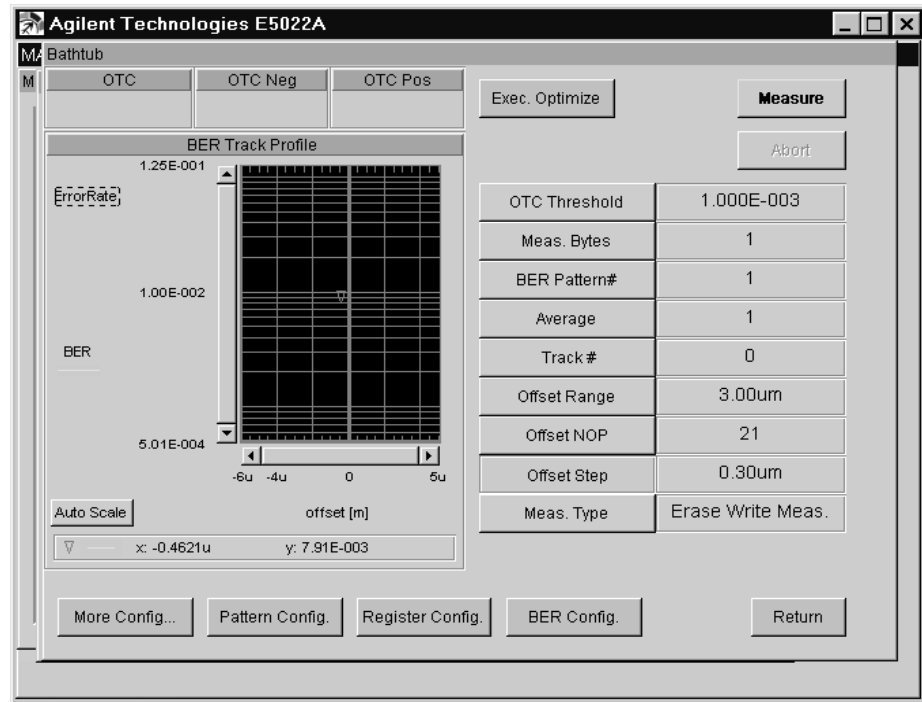 Agilent Technologies E5022A
MA
Bathtub
M
OTC
OTC Neg
OTC Pos
Exec. Optimize
Measure
Abort
BER Track Profile
1.25E-001
ErrorRate
1.00E-002
BER
5.01E-004
-6u -4u 0 5u
Auto Scale
offset [m]
x: -0.4621u y: 7.91E-003
OTC Threshold 1.000E-003
Meas. Bytes 1
BER Pattern# 1
Average 1
Track # 0
Offset Range 3.00um
Offset NOP 21
Offset Step 0.30um
Meas. Type Erase Write Meas.
More Config...
Pattern Config.
Register Config.
BER Config.
Return